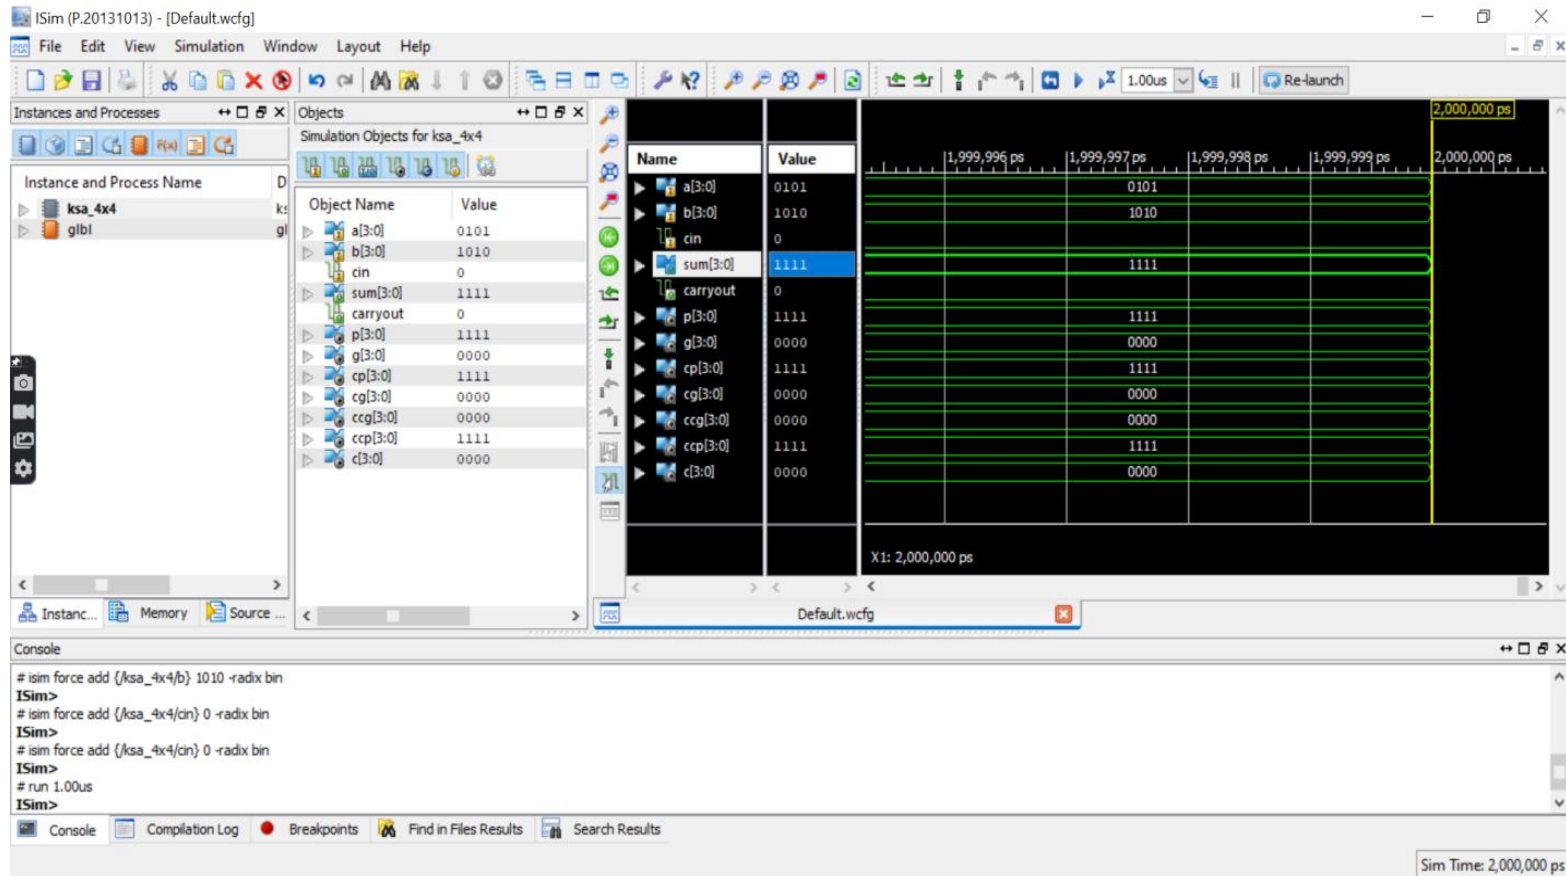 ISim (P.20131013) - [Default.wcfg]
File Edit View Simulation Window Layout Help
1.00us Re-launch
Instances and Processes
Instance and Process Name D
ksa_4x4 ks
glbl gl
Instanc... Memory Source ...
Objects
Simulation Objects for ksa_4x4
Object Name Value
a[3:0] 0101
b[3:0] 1010
cin 0
sum[3:0] 1111
carryout 0
p[3:0] 1111
g[3:0] 0000
cp[3:0] 1111
cg[3:0] 0000
ccg[3:0] 0000
ccp[3:0] 1111
c[3:0] 0000
2,000,000 ps
Name Value 1,999,996 ps 1,999,997 ps 1,999,998 ps 1,999,999 ps 2,000,000 ps
a[3:0] 0101 0101
b[3:0] 1010 1010
cin 0
sum[3:0] 1111 1111
carryout 0
p[3:0] 1111 1111
g[3:0] 0000 0000
cp[3:0] 1111 1111
cg[3:0] 0000 0000
ccg[3:0] 0000 0000
ccp[3:0] 1111 1111
c[3:0] 0000 0000
X1: 2,000,000 ps
Default.wcfg
Console
# isim force add {/ksa_4x4/b} 1010 -radix bin
ISim>
# isim force add {/ksa_4x4/cin} 0 -radix bin
ISim>
# isim force add {/ksa_4x4/cin} 0 -radix bin
ISim>
# run 1.00us
ISim>
Console Compilation Log Breakpoints Find in Files Results Search Results
Sim Time: 2,000,000 ps